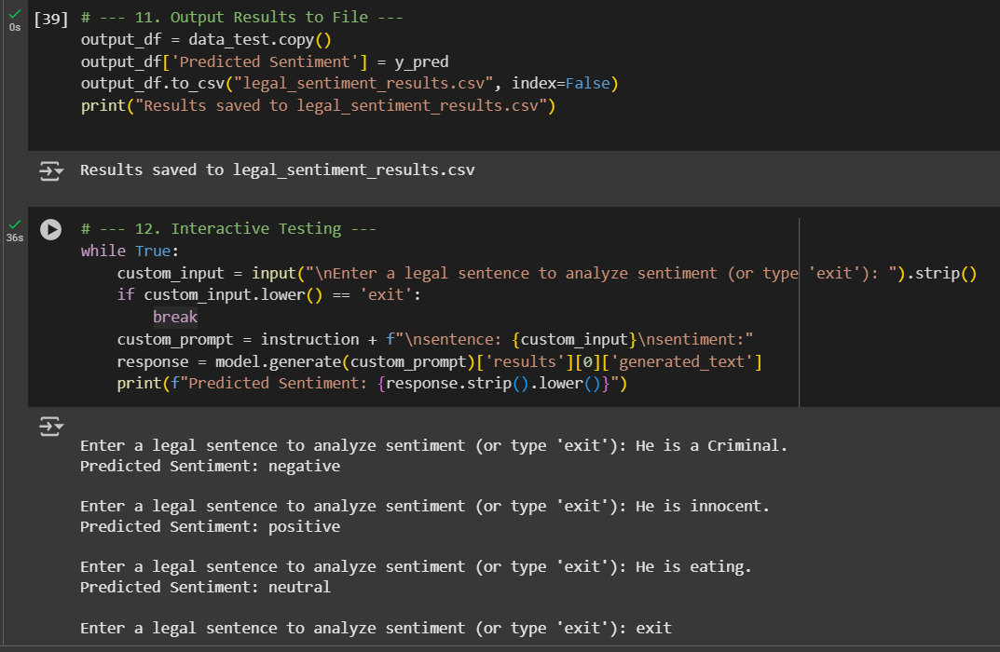 [39] # --- 11. Output Results to File ---
output_df = data_test.copy()
output_df['Predicted Sentiment'] = y_pred
output_df.to_csv("legal_sentiment_results.csv", index=False)
print("Results saved to legal_sentiment_results.csv")
0s
Results saved to legal_sentiment_results.csv
# --- 12. Interactive Testing ---
36s
while True:
    custom_input = input("\nEnter a legal sentence to analyze sentiment (or type 'exit'): ").strip()
    if custom_input.lower() == 'exit':
        break
    custom_prompt = instruction + f"\nsentence: {custom_input}\nsentiment:"
    response = model.generate(custom_prompt)['results'][0]['generated_text']
    print(f"Predicted Sentiment: {response.strip().lower()}")
Enter a legal sentence to analyze sentiment (or type 'exit'): He is a Criminal.
Predicted Sentiment: negative
Enter a legal sentence to analyze sentiment (or type 'exit'): He is innocent.
Predicted Sentiment: positive
Enter a legal sentence to analyze sentiment (or type 'exit'): He is eating.
Predicted Sentiment: neutral
Enter a legal sentence to analyze sentiment (or type 'exit'): exit